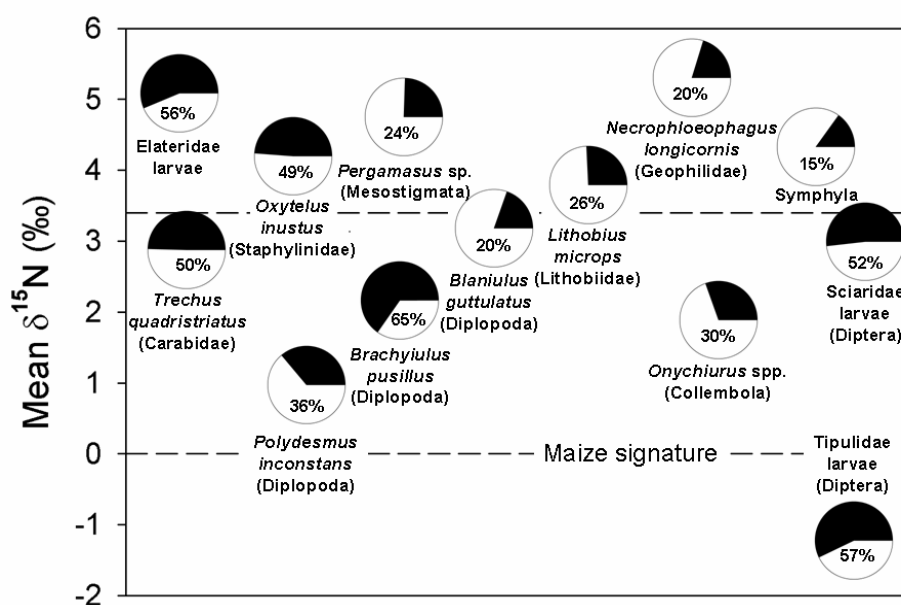 6
5
4
3
2
1
0
-1
-2
Mean δ ¹⁵N (‰)
56%
Elateridae
larvae
49%
Oxytelus
inustus
(Staphylinidae)
24%
Pergamasus sp.
(Mesostigmata)
20%
Necrophloeophagus
longicornis
(Geophilidae)
15%
Symphyla
50%
Trechus
quadristriatus
(Carabidae)
20%
Blaniulus
guttulatus
(Diplopoda)
26%
Lithobius
microps
(Lithobiidae)
52%
Sciaridae
larvae
(Diptera)
65%
Brachyiulus
pusillus
(Diplopoda)
30%
Onychiurus spp.
(Collembola)
36%
Polydesmus
inconstans
(Diplopoda)
Maize signature
Tipulidae
larvae
(Diptera)
57%